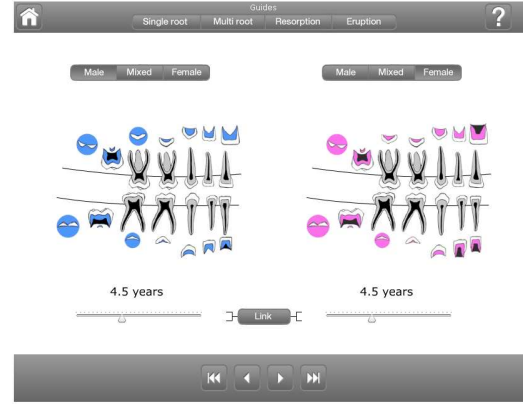 Guides
Single root Multi root Resorption Eruption
?
Male Mixed Female
Male Mixed Female
4.5 years
4.5 years
Link